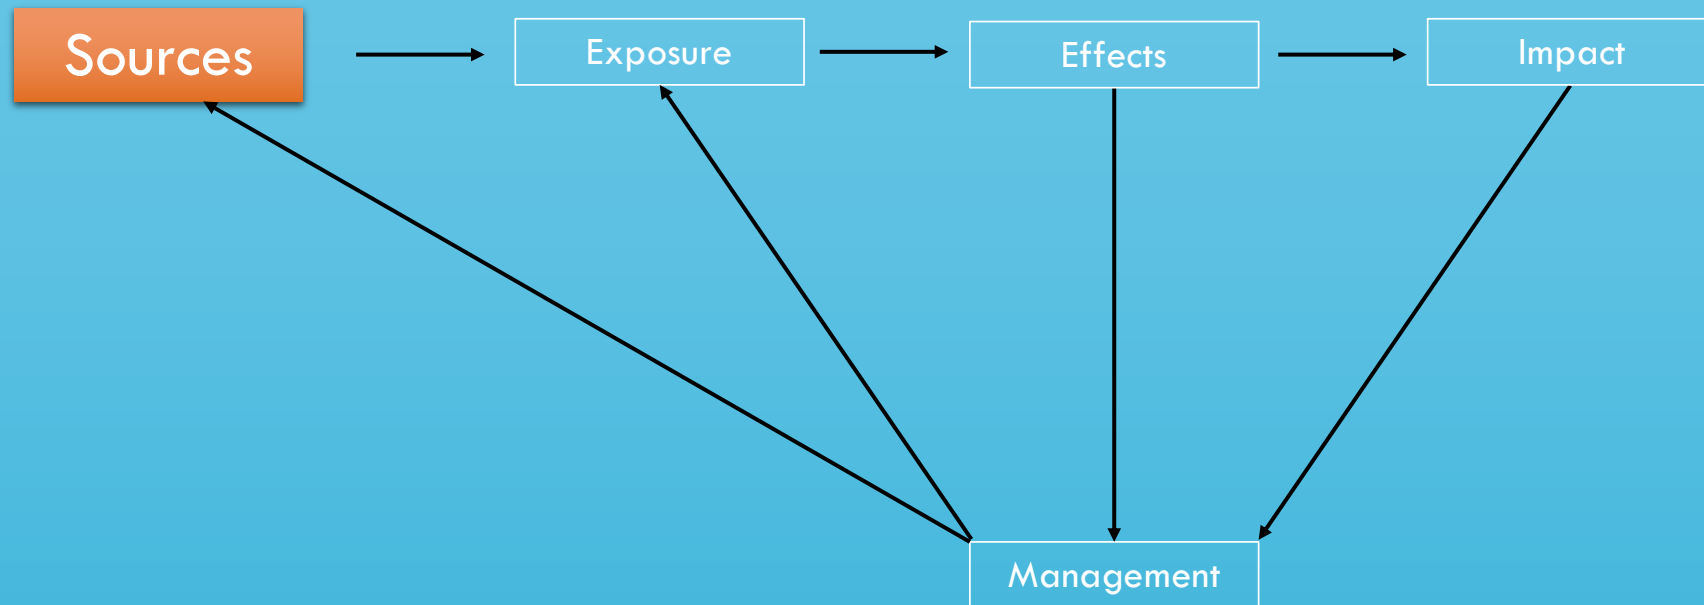 Sources
Exposure
Effects
Impact
Management